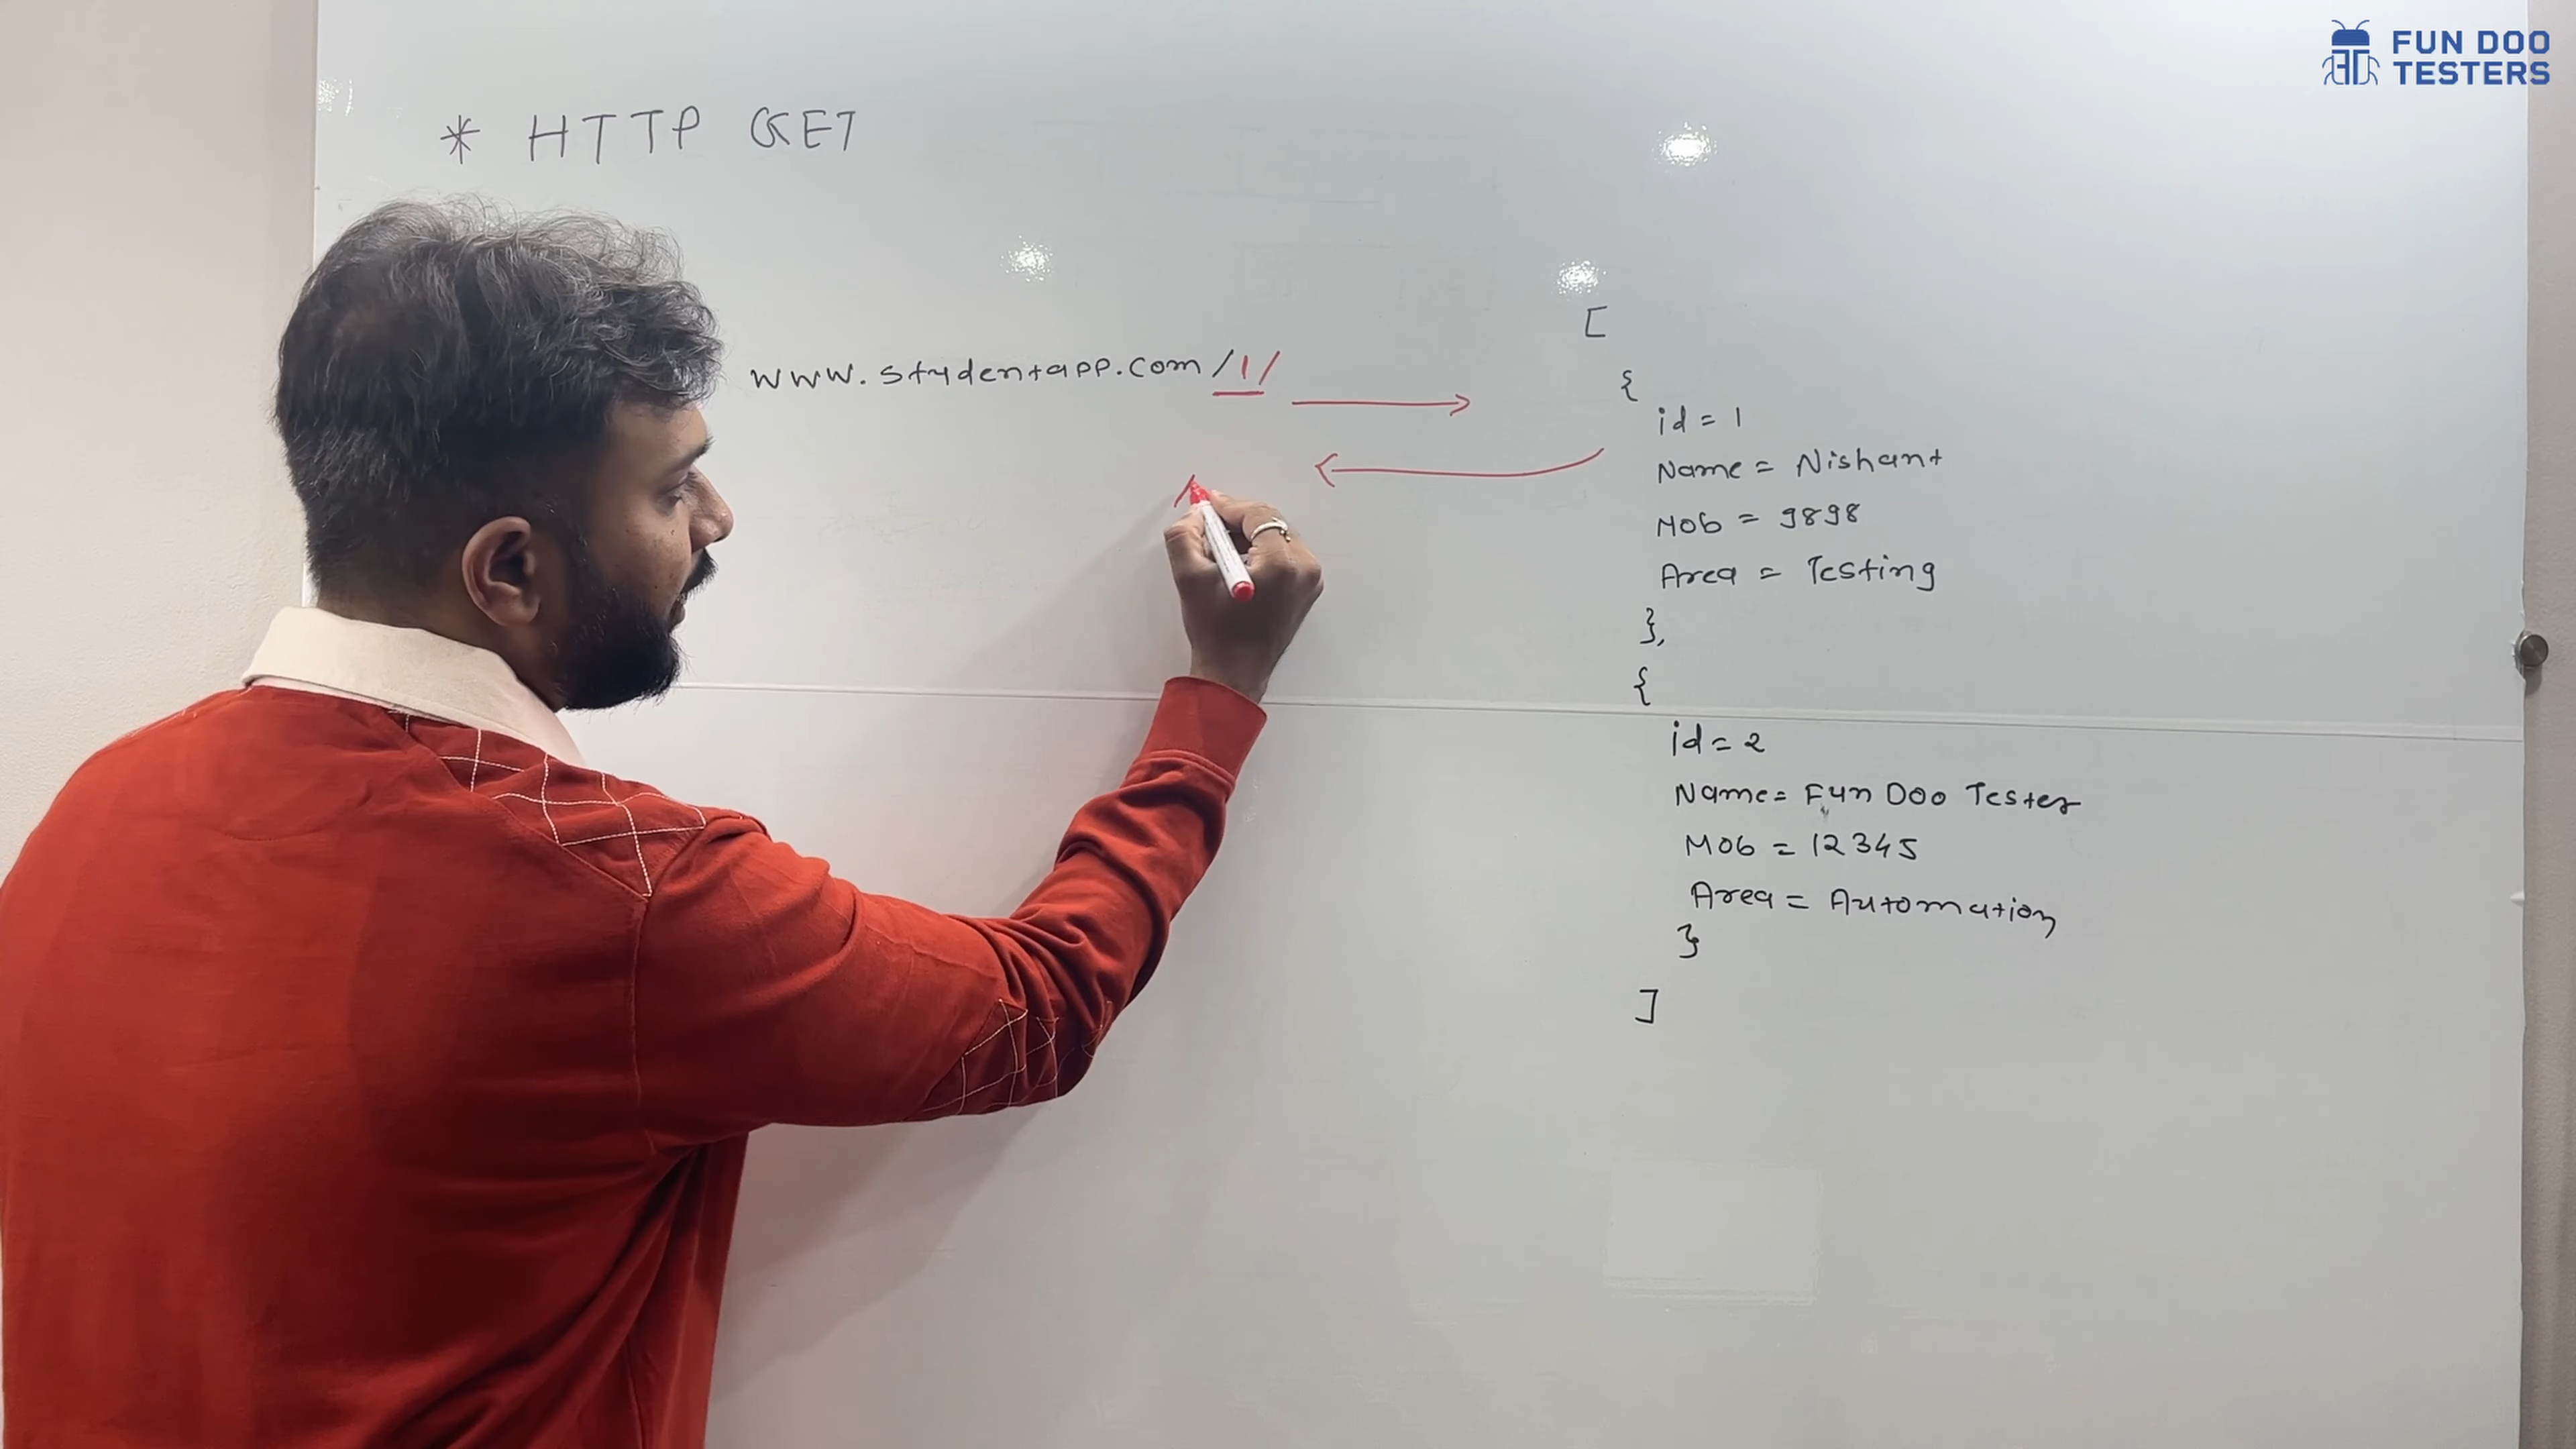 FUN DOO
TESTERS
* HTTP GET
www.studentapp.com/1/
[
{
id = 1
Name = Nishant
Mob = 9898
Area = Testing
},
{
id = 2
Name = Fun Doo Tester
Mob = 12345
Area = Automation
}
]